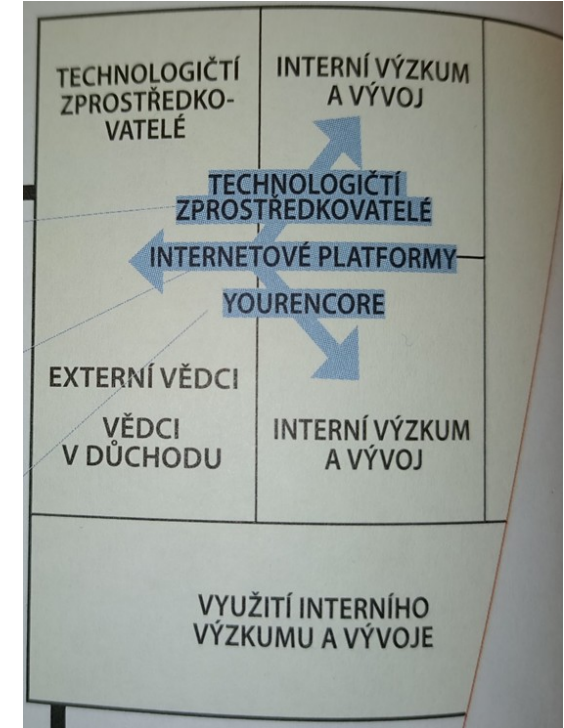 TECHNOLOGIČTÍ
ZPROSTŘEDKO-
VATELÉ
INTERNÍ VÝZKUM
A VÝVOJ
TECHNOLOGIČTÍ
ZPROSTŘEDKOVATELÉ
INTERNETOVÉ PLATFORMY
YOURENCORE
EXTERNÍ VĚDCI
VĚDCI
V DŮCHODU
INTERNÍ VÝZKUM
A VÝVOJ
VYUŽITÍ INTERNÍHO
VÝZKUMU A VÝVOJE